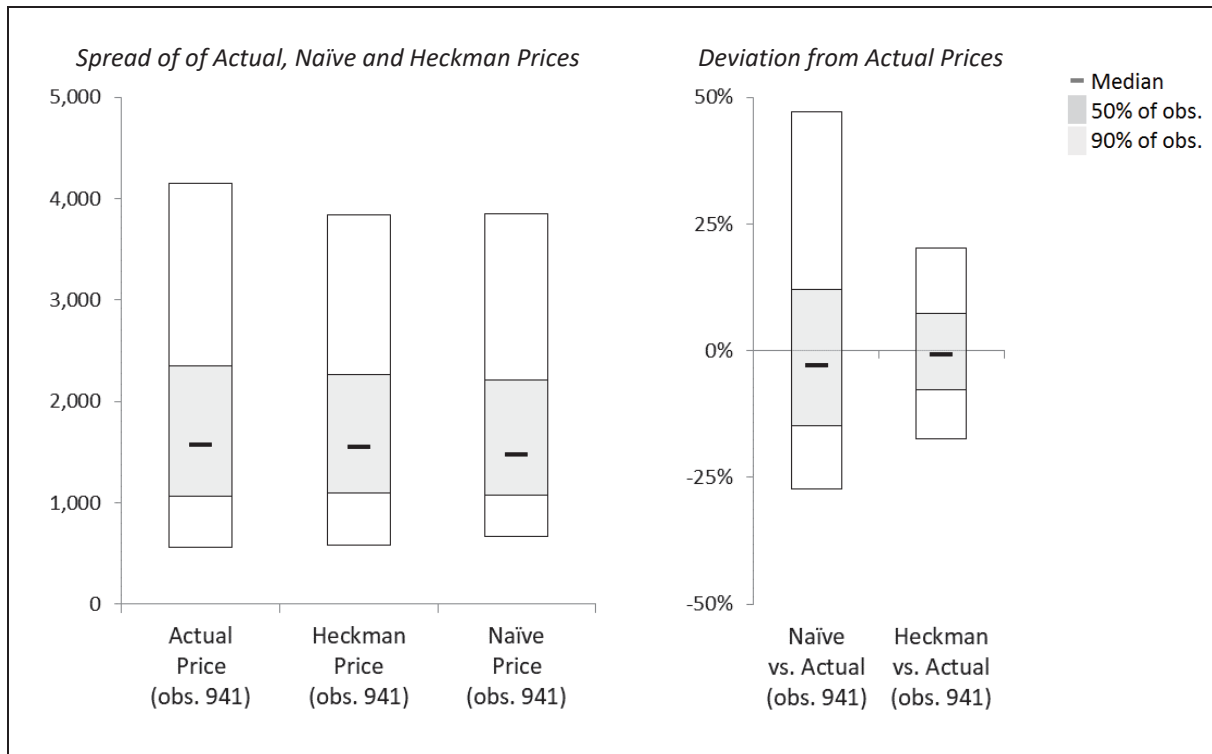 Spread of of Actual, Naïve and Heckman Prices
5,000
4,000
3,000
2,000
1,000
0
Actual
Price
(obs. 941)
Heckman
Price
(obs. 941)
Naïve
Price
(obs. 941)
Deviation from Actual Prices
50%
25%
0%
-25%
-50%
Naïve
vs. Actual
(obs. 941)
Heckman
vs. Actual
(obs. 941)
Median
50% of obs.
90% of obs.